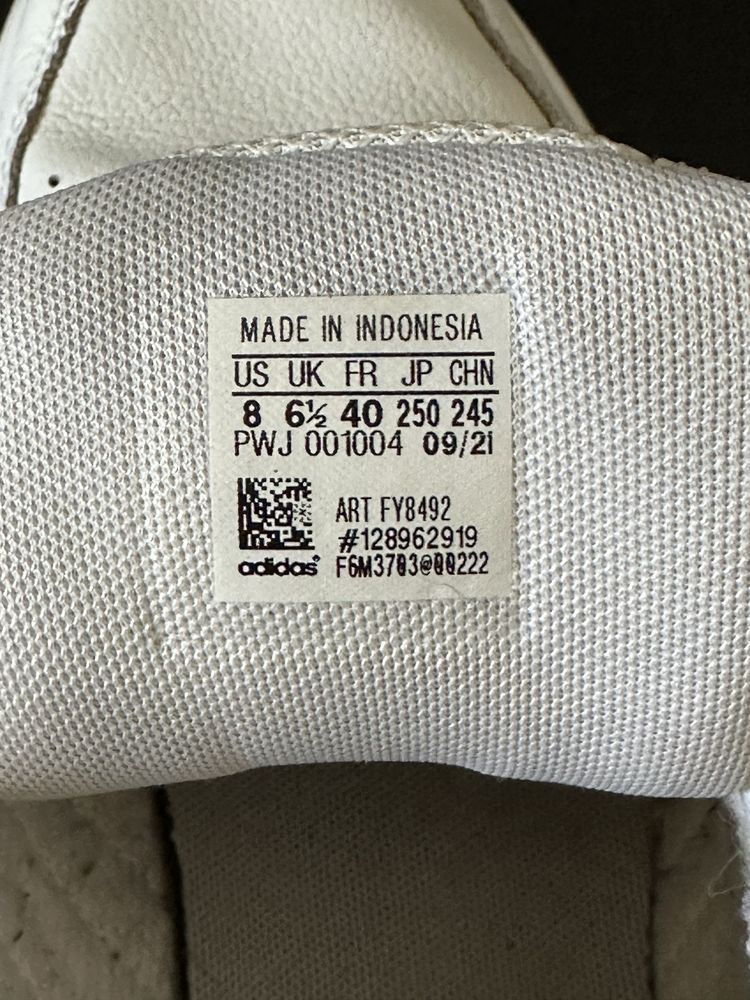 MADE IN INDONESIA
US UK FR JP CHN
8 6½ 40 250 245
PWJ 001004 09/21
ART FY8492
#128962919
adidas® F6M3703@00222